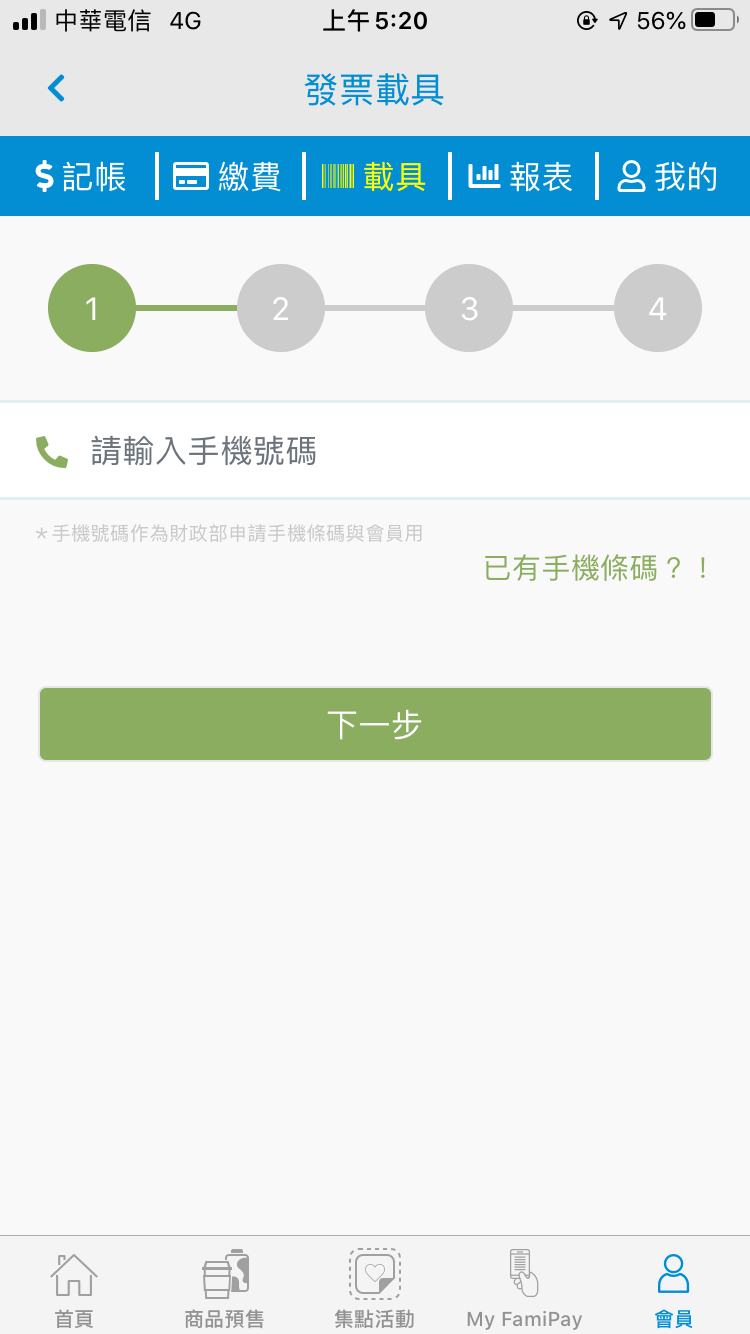 中華電信 4G 上午5:20 56%
發票載具
記帳 繳費 載具 報表 我的
1 2 3 4
請輸入手機號碼
＊手機號碼作為財政部申請手機條碼與會員用
已有手機條碼？！
下一步
首頁 商品預售 集點活動 My FamiPay 會員